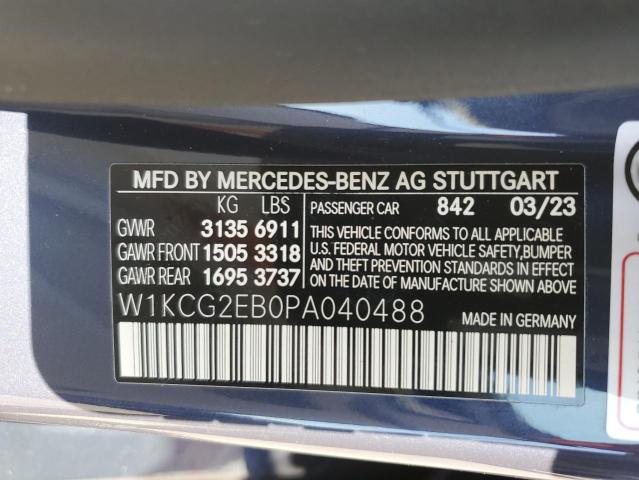 MFD BY MERCEDES-BENZ AG STUTTGART
KG LBS PASSENGER CAR 842 03/23
GVWR 3135 6911
GAWR FRONT 1505 3318
GAWR REAR 1695 3737
THIS VEHICLE CONFORMS TO ALL APPLICABLE
U.S. FEDERAL MOTOR VEHICLE SAFETY,BUMPER
AND THEFT PREVENTION STANDARDS IN EFFECT
ON THE DATE OF MANUFACTURE SHOWN ABOVE.
W1KCG2EB0PA040488 MADE IN GERMANY